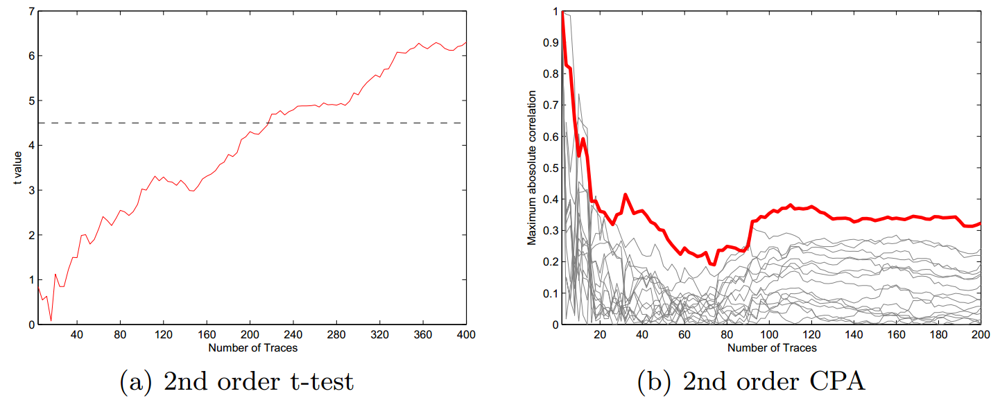 7
6
5
4
3
2
1
0
t value
40 80 120 160 200 240 280 320 360 400
Number of Traces
(a) 2nd order t-test
1
0.9
0.8
0.7
0.6
0.5
0.4
0.3
0.2
0.1
0
Maximum abosolute correlation
20 40 60 80 100 120 140 160 180 200
Number of Traces
(b) 2nd order CPA